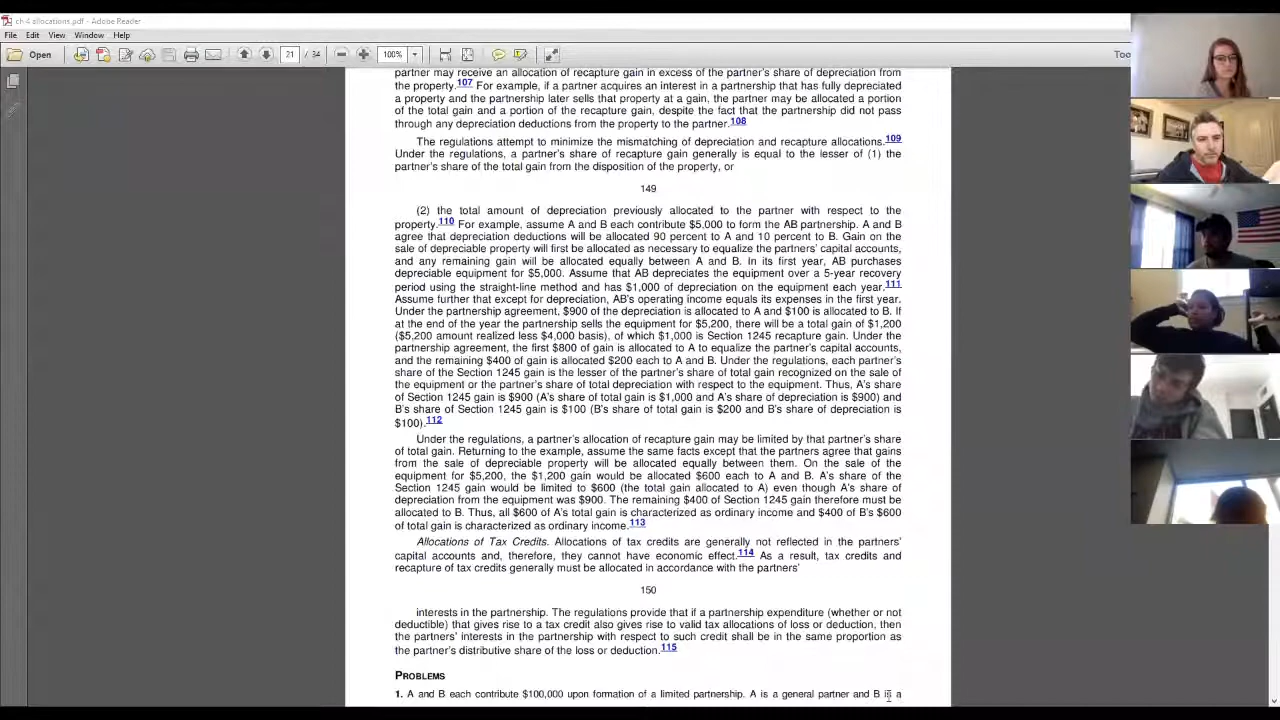 ch 4 allocations.pdf - Adobe Reader
File Edit View Window Help
Open 21 / 34 100% Too
partner may receive an allocation of recapture gain in excess of the partner's share of depreciation from
the property.107 For example, if a partner acquires an interest in a partnership that has fully depreciated
a property and the partnership later sells that property at a gain, the partner may be allocated a portion
of the total gain and a portion of the recapture gain, despite the fact that the partnership did not pass
through any depreciation deductions from the property to the partner.108
The regulations attempt to minimize the mismatching of depreciation and recapture allocations.109
Under the regulations, a partner's share of recapture gain generally is equal to the lesser of (1) the
partner's share of the total gain from the disposition of the property, or
149
(2) the total amount of depreciation previously allocated to the partner with respect to the
property.110 For example, assume A and B each contribute $5,000 to form the AB partnership. A and B
agree that depreciation deductions will be allocated 90 percent to A and 10 percent to B. Gain on the
sale of depreciable property will first be allocated as necessary to equalize the partners' capital accounts,
and any remaining gain will be allocated equally between A and B. In its first year, AB purchases
depreciable equipment for $5,000. Assume that AB depreciates the equipment over a 5-year recovery
period using the straight-line method and has $1,000 of depreciation on the equipment each year.111
Assume further that except for depreciation, AB's operating income equals its expenses in the first year.
Under the partnership agreement, $900 of the depreciation is allocated to A and $100 is allocated to B. If
at the end of the year the partnership sells the equipment for $5,200, there will be a total gain of $1,200
($5,200 amount realized less $4,000 basis), of which $1,000 is Section 1245 recapture gain. Under the
partnership agreement, the first $800 of gain is allocated to A to equalize the partner's capital accounts,
and the remaining $400 of gain is allocated $200 each to A and B. Under the regulations, each partner's
share of the Section 1245 gain is the lesser of the partner's share of total gain recognized on the sale of
the equipment or the partner's share of total depreciation with respect to the equipment. Thus, A's share
of Section 1245 gain is $900 (A's share of total gain is $1,000 and A's share of depreciation is $900) and
B's share of Section 1245 gain is $100 (B's share of total gain is $200 and B's share of depreciation is
$100).112
Under the regulations, a partner's allocation of recapture gain may be limited by that partner's share
of total gain. Returning to the example, assume the same facts except that the partners agree that gains
from the sale of depreciable property will be allocated equally between them. On the sale of the
equipment for $5,200, the $1,200 gain would be allocated $600 each to A and B. A's share of the
Section 1245 gain would be limited to $600 (the total gain allocated to A) even though A's share of
depreciation from the equipment was $900. The remaining $400 of Section 1245 gain therefore must be
allocated to B. Thus, all $600 of A's total gain is characterized as ordinary income and $400 of B's $600
of total gain is characterized as ordinary income.113
Allocations of Tax Credits. Allocations of tax credits are generally not reflected in the partners'
capital accounts and, therefore, they cannot have economic effect.114 As a result, tax credits and
recapture of tax credits generally must be allocated in accordance with the partners'
150
interests in the partnership. The regulations provide that if a partnership expenditure (whether or not
deductible) that gives rise to a tax credit also gives rise to valid tax allocations of loss or deduction, then
the partners' interests in the partnership with respect to such credit shall be in the same proportion as
the partner's distributive share of the loss or deduction.115
PROBLEMS
1. A and B each contribute $100,000 upon formation of a limited partnership. A is a general partner and B is a